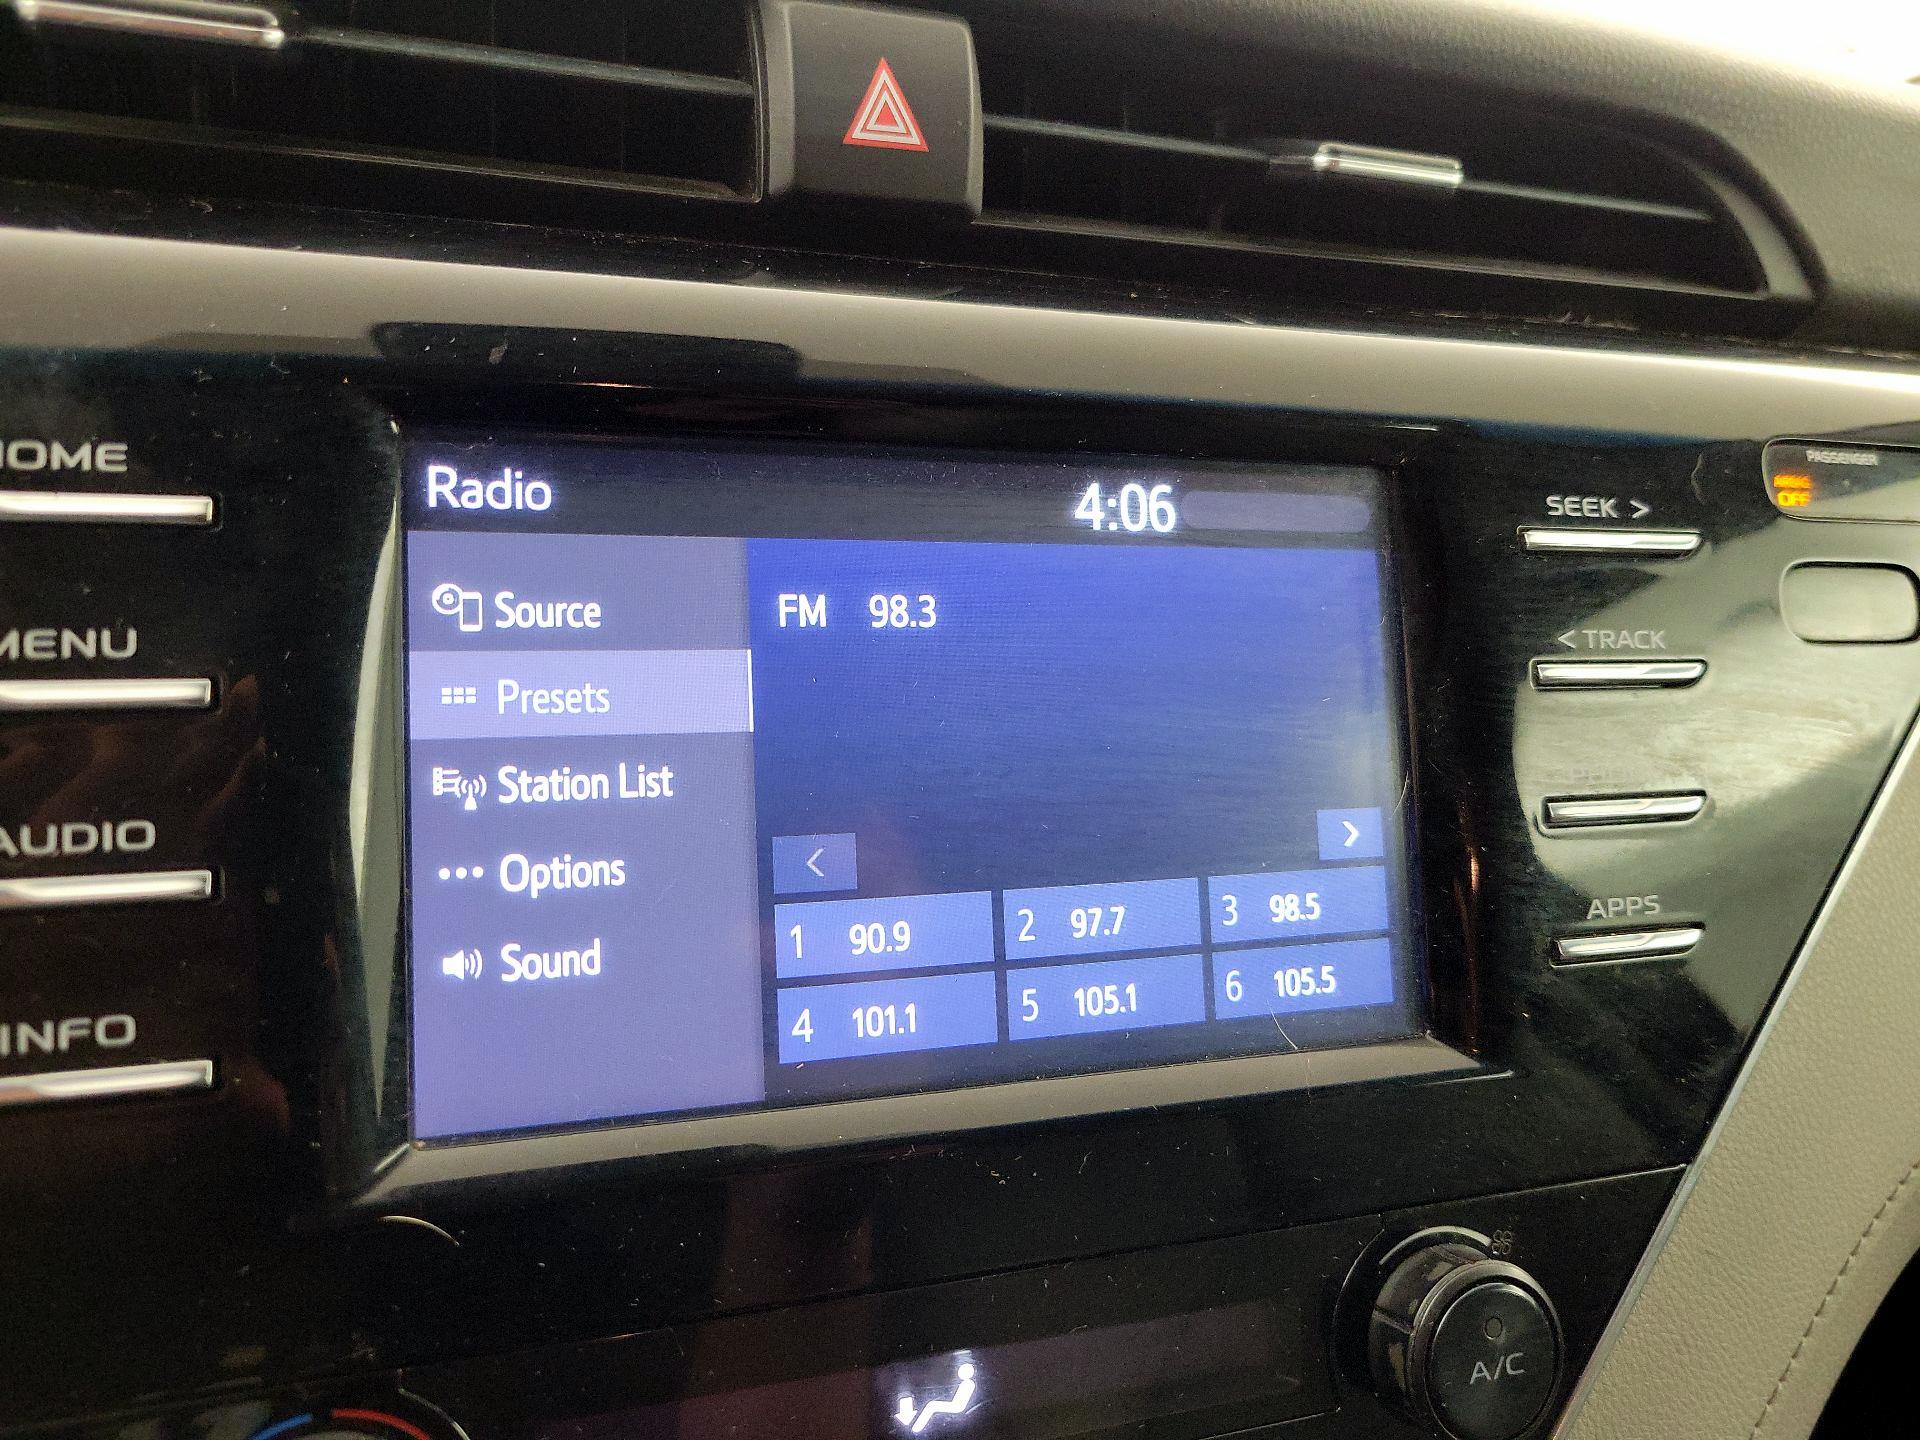 HOME
MENU
AUDIO
INFO
Radio
4:06
Source
Presets
Station List
Options
Sound
FM 98.3
<
>
1 90.9
2 97.7
3 98.5
4 101.1
5 105.1
6 105.5
SEEK >
< TRACK
APPS
PASSENGER
AIRBAG
OFF
A/C